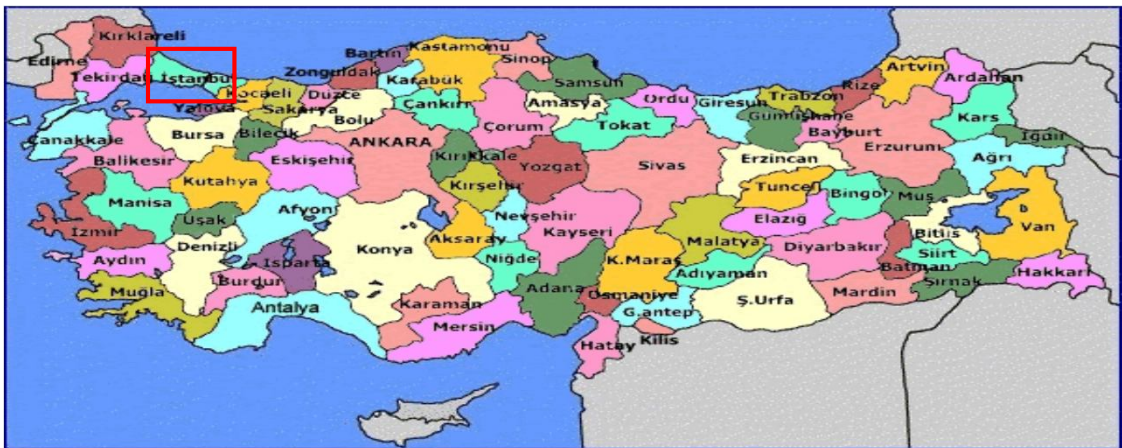 Kırklareli
Edirne
Tekirdağ
İstanbul
Yalova
Kocaeli
Sakarya
Düzce
Zonguldak
Bartın
Karabük
Kastamonu
Sinop
Samsun
Çankırı
Bolu
Amasya
Ordu
Giresun
Trabzon
Rize
Artvin
Ardahan
Kars
Gümüşhane
Bayburt
Iğdır
Çanakkale
Bursa
Bilecik
ANKARA
Çorum
Tokat
Erzurum
Ağrı
Balikesir
Eskişehir
Kırıkkale
Yozgat
Sivas
Erzincan
Kutahya
Kırşehir
Tunceli
Bingöl
Muş
Manisa
Uşak
Afyon
Nevşehir
Elazığ
Van
Bitlis
İzmir
Denizli
Konya
Aksaray
Kayseri
Malatya
Diyarbakır
Siirt
Aydın
Isparta
Niğde
K.Maraş
Adıyaman
Batman
Hakkari
Burdur
Muğla
Adana
Osmaniye
Ş.Urfa
Mardin
Şırnak
Antalya
Karaman
Mersin
G.antep
Hatay
Kilis